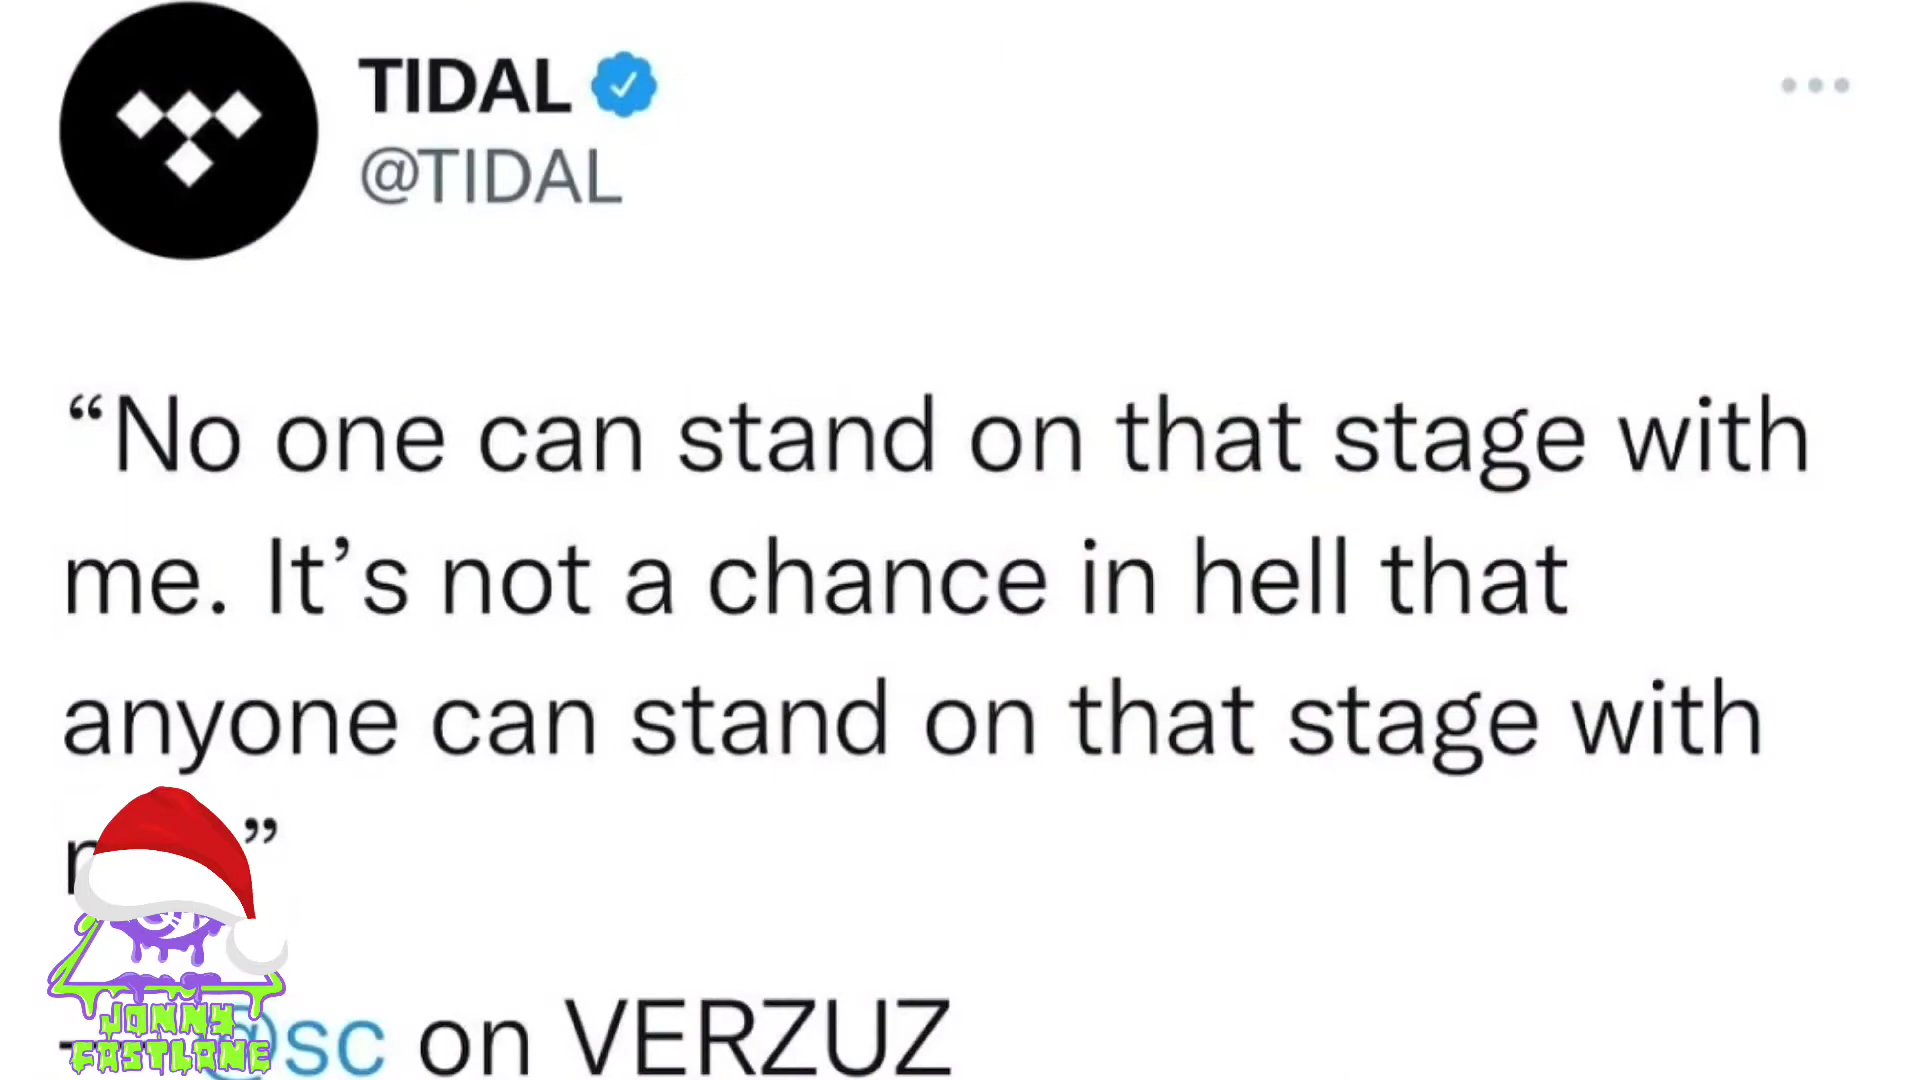 TIDAL
@TIDAL
“No one can stand on that stage with
me. It’s not a chance in hell that
anyone can stand on that stage with
”
@sc on VERZUZ
JONNY
FASTLANE